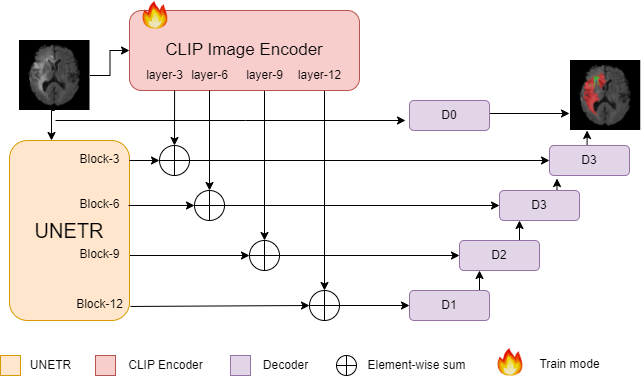 CLIP Image Encoder
layer-3 layer-6 layer-9 layer-12
D0
Block-3
D3
Block-6
D3
UNETR
Block-9
D2
Block-12
D1
UNETR
CLIP Encoder
Decoder
Element-wise sum
Train mode